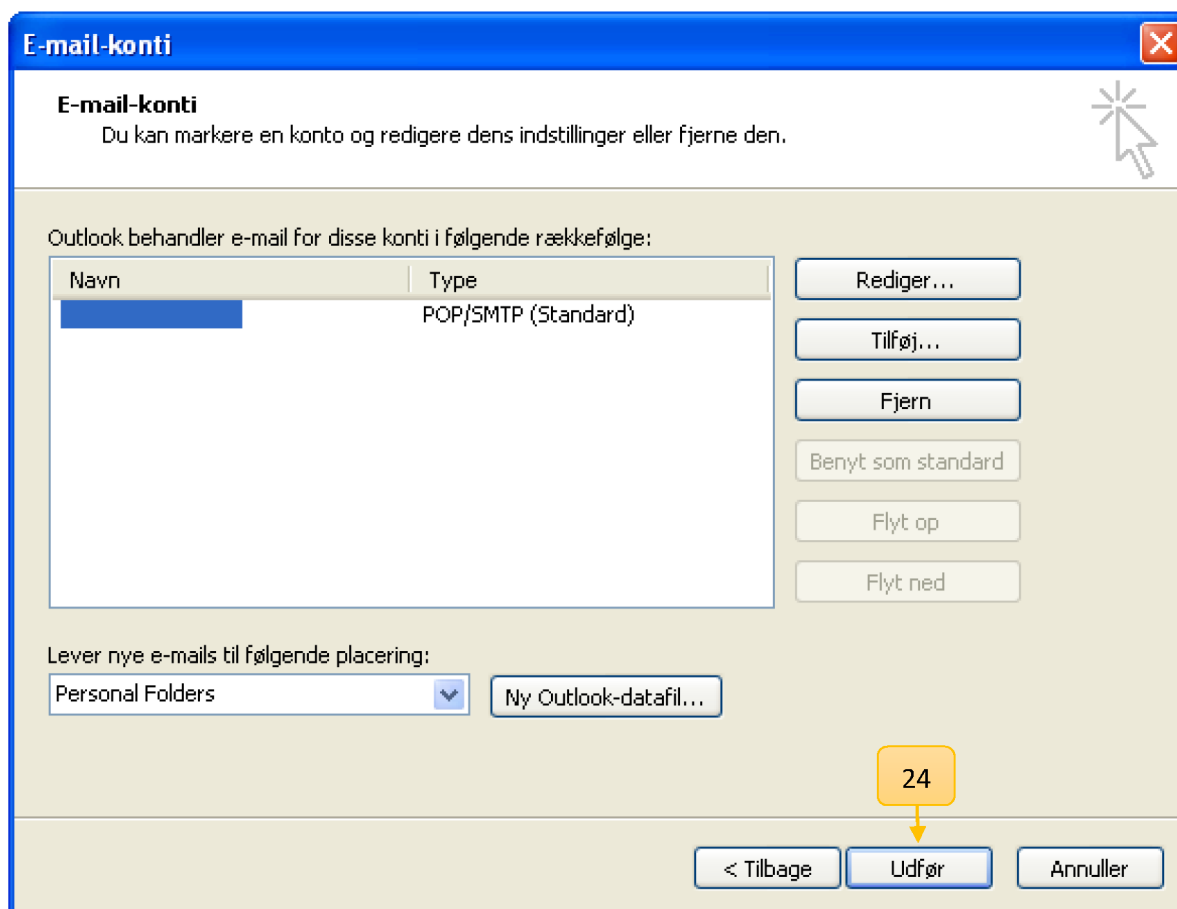 E-mail-konti
E-mail-konti
Du kan markere en konto og redigere dens indstillinger eller fjerne den.
Outlook behandler e-mail for disse konti i følgende rækkefølge:
Navn Type
POP/SMTP (Standard)
Rediger...
Tilføj...
Fjern
Benyt som standard
Flyt op
Flyt ned
Lever nye e-mails til følgende placering:
Personal Folders Ny Outlook-datafil...
24
< Tilbage Udfør Annuller